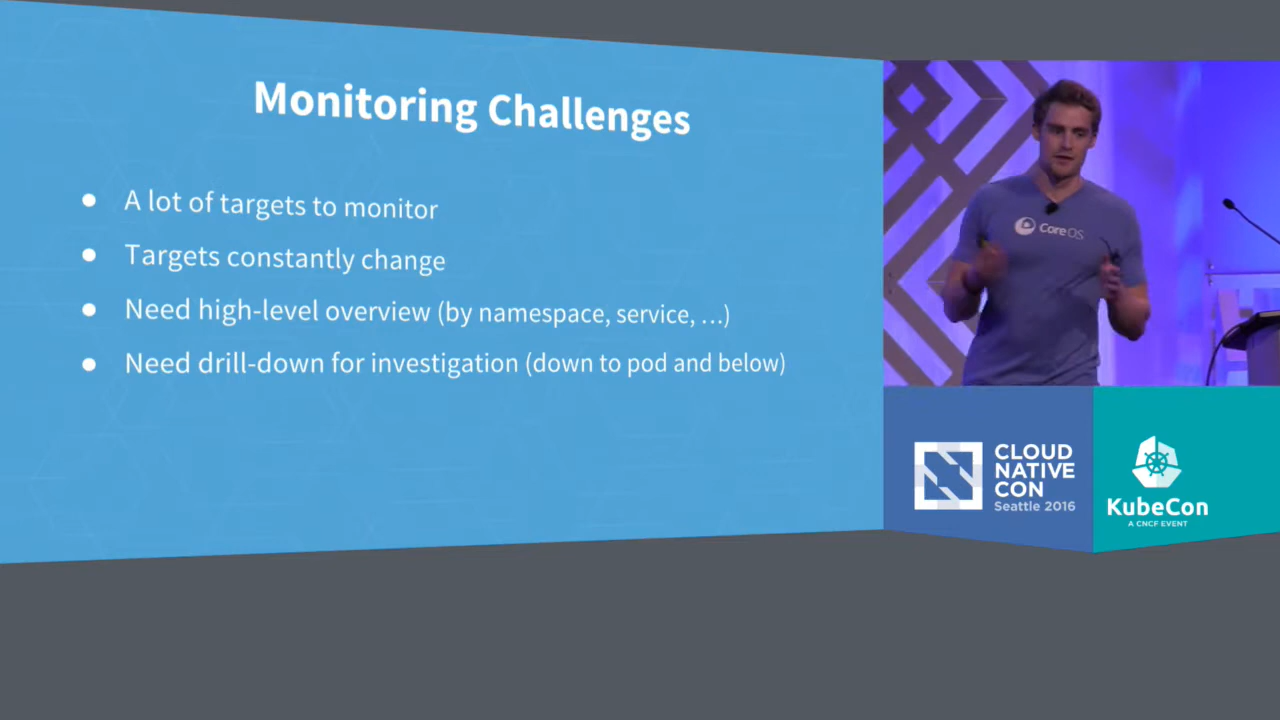 Monitoring Challenges
● A lot of targets to monitor
● Targets constantly change
● Need high-level overview (by namespace, service, …)
● Need drill-down for investigation (down to pod and below)
CoreOS
CLOUD
NATIVE
CON
Seattle 2016
KubeCon
A CNCF EVENT